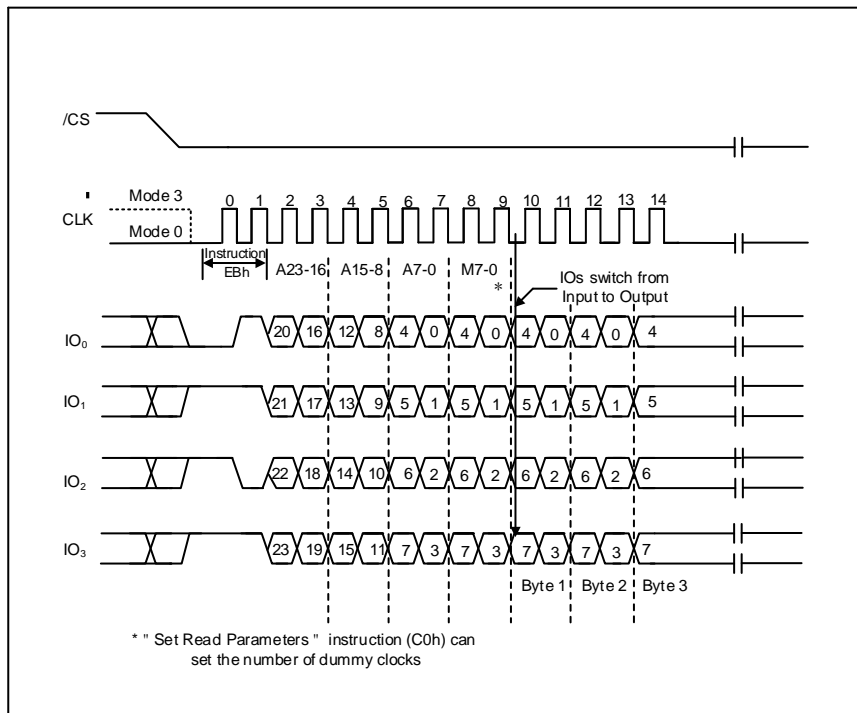 /CS
Mode 3
CLK
Mode 0
0 1 2 3 4 5 6 7 8 9 10 11 12 13 14
Instruction
EBh
A23-16 A15-8 A7-0 M7-0
*
IOs switch from
Input to Output
IO0 20 16 12 8 4 0 4 0 4 0 4 0 4
IO1 21 17 13 9 5 1 5 1 5 1 5 1 5
IO2 22 18 14 10 6 2 6 2 6 2 6 2 6
IO3 23 19 15 11 7 3 7 3 7 3 7 3 7
Byte 1 Byte 2 Byte 3
* " Set Read Parameters " instruction (C0h) can
set the number of dummy clocks